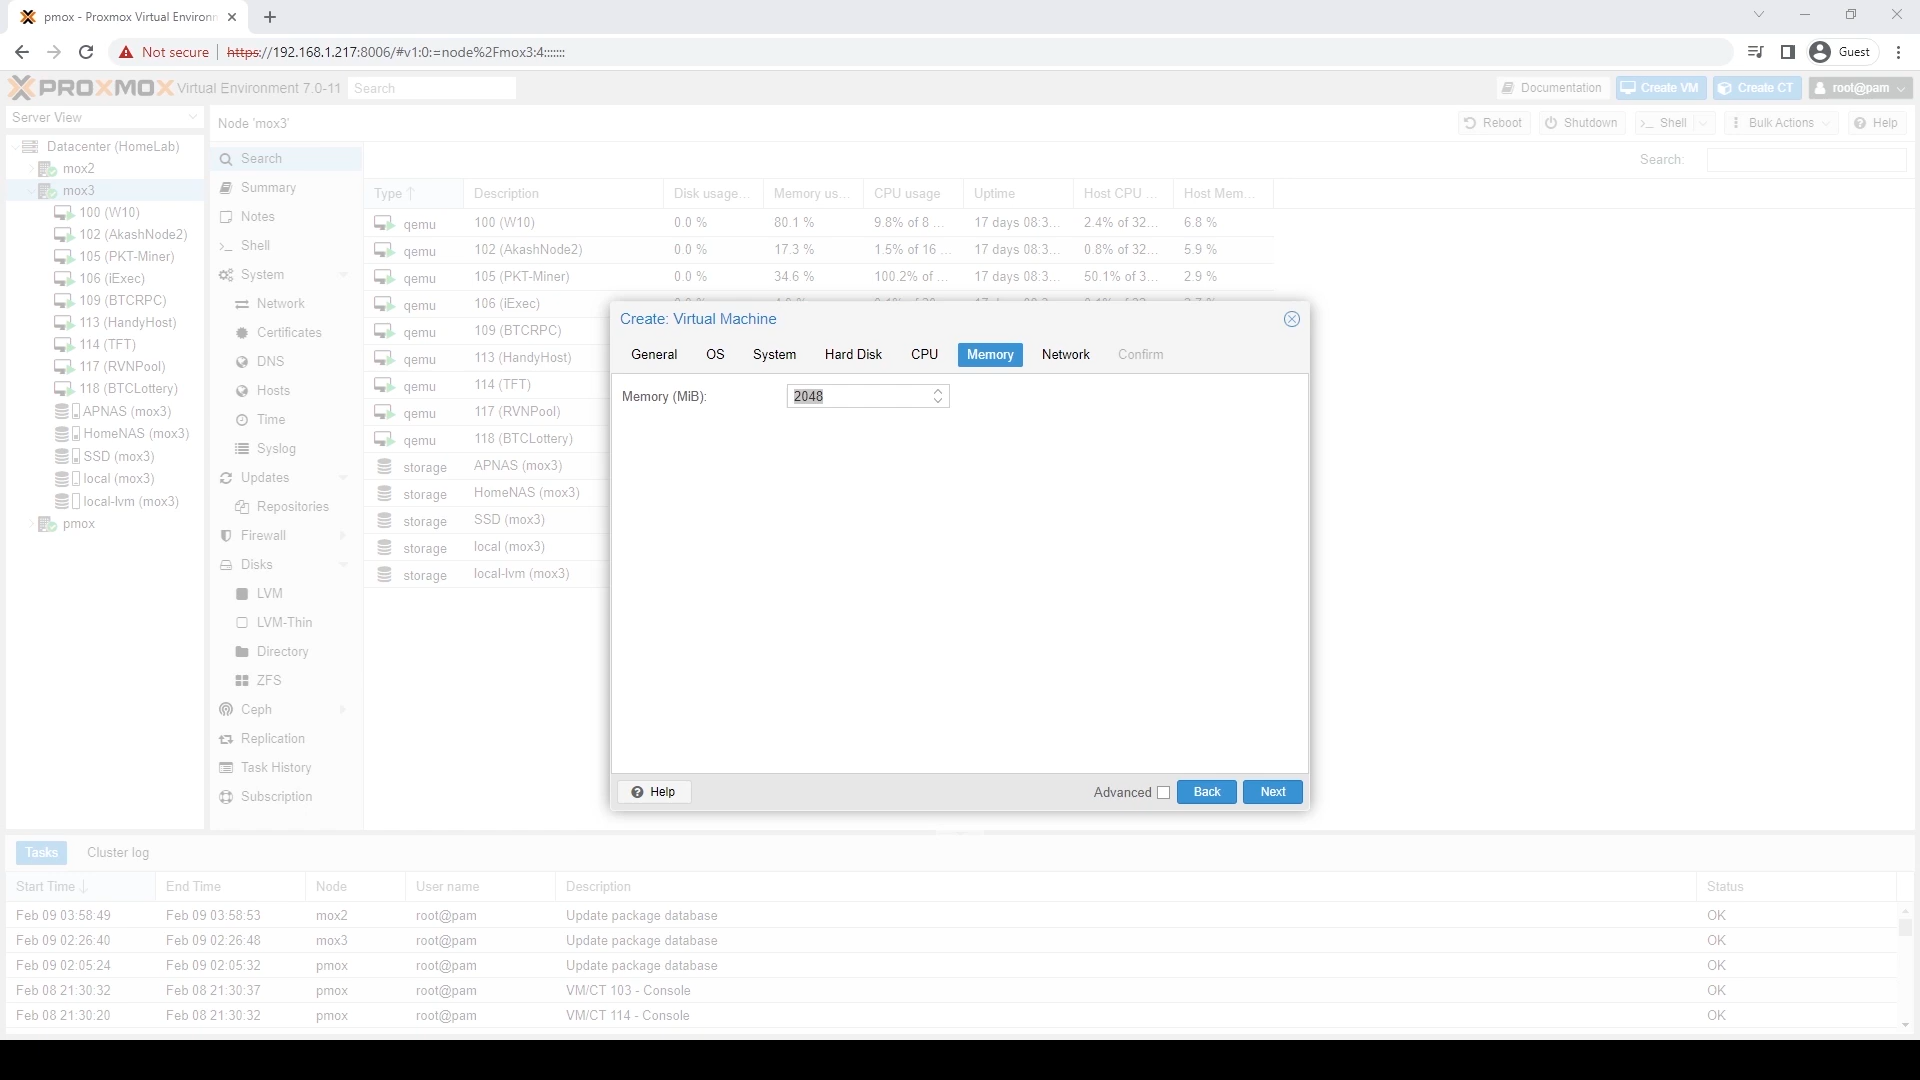 pmox - Proxmox Virtual Environm
Not secure
https://192.168.1.217:8006/#v1:0:=node%2Fmox3:4:::::::
Guest
PROXMOX Virtual Environment 7.0-11
Search
Documentation
Create VM
Create CT
root@pam
Server View
Node 'mox3'
Reboot
Shutdown
Shell
Bulk Actions
Help
Datacenter (HomeLab)
mox2
mox3
100 (W10)
102 (AkashNode2)
105 (PKT-Miner)
106 (iExec)
109 (BTCRPC)
113 (HandyHost)
114 (TFT)
117 (RVNPool)
118 (BTCLottery)
APNAS (mox3)
HomeNAS (mox3)
SSD (mox3)
local (mox3)
local-lvm (mox3)
pmox
Search
Summary
Notes
Shell
System
Network
Certificates
DNS
Hosts
Time
Syslog
Updates
Repositories
Firewall
Disks
LVM
LVM-Thin
Directory
ZFS
Ceph
Replication
Task History
Subscription
Search:
Type Description Disk usage... Memory us... CPU usage Uptime Host CPU ... Host Mem...
qemu 100 (W10) 0.0 % 80.1 % 9.8% of 8 ... 17 days 08:3... 2.4% of 32... 6.8 %
qemu 102 (AkashNode2) 0.0 % 17.3 % 1.5% of 16 ... 17 days 08:3... 0.8% of 32... 5.9 %
qemu 105 (PKT-Miner) 0.0 % 34.6 % 100.2% of ... 17 days 08:3... 50.1% of 3... 2.9 %
qemu 106 (iExec)
qemu 109 (BTCRPC)
qemu 113 (HandyHost)
qemu 114 (TFT)
qemu 117 (RVNPool)
qemu 118 (BTCLottery)
storage APNAS (mox3)
storage HomeNAS (mox3)
storage SSD (mox3)
storage local (mox3)
storage local-lvm (mox3)
Create: Virtual Machine
General OS System Hard Disk CPU Memory Network Confirm
Memory (MiB): 2048
Help
Advanced
Back
Next
Tasks
Cluster log
Start Time End Time Node User name Description Status
Feb 09 03:58:49 Feb 09 03:58:53 mox2 root@pam Update package database OK
Feb 09 02:26:40 Feb 09 02:26:48 mox3 root@pam Update package database OK
Feb 09 02:05:24 Feb 09 02:05:32 pmox root@pam Update package database OK
Feb 08 21:30:32 Feb 08 21:30:37 pmox root@pam VM/CT 103 - Console OK
Feb 08 21:30:20 Feb 08 21:30:32 pmox root@pam VM/CT 114 - Console OK